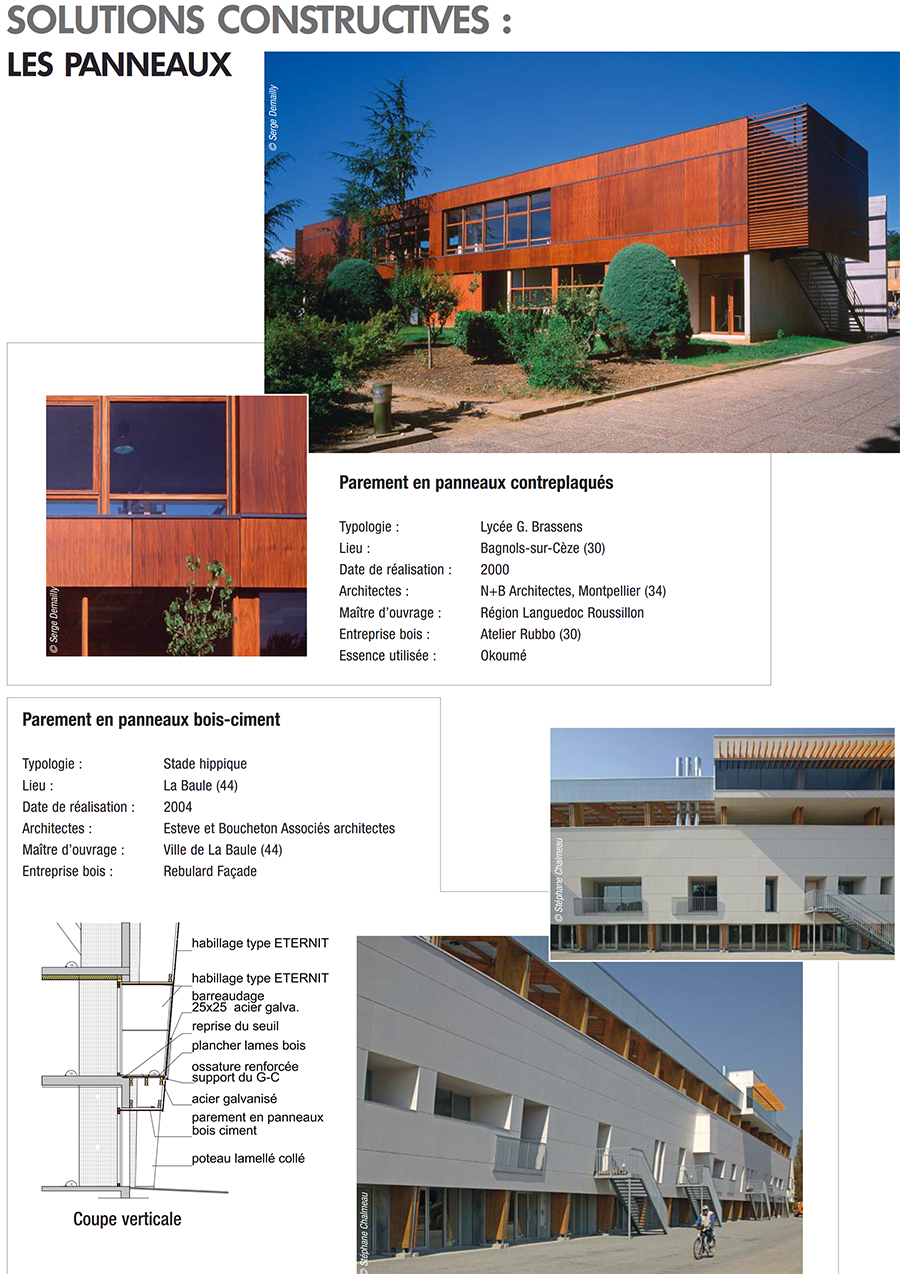 SOLUTIONS CONSTRUCTIVES :
LES PANNEAUX
© Serge Demailly
© Serge Demailly
Parement en panneaux contreplaqués
Typologie : Lycée G. Brassens
Lieu : Bagnols-sur-Cèze (30)
Date de réalisation : 2000
Architectes : N+B Architectes, Montpellier (34)
Maître d'ouvrage : Région Languedoc Roussillon
Entreprise bois : Atelier Rubbo (30)
Essence utilisée : Okoumé
Parement en panneaux bois-ciment
Typologie : Stade hippique
Lieu : La Baule (44)
Date de réalisation : 2004
Architectes : Esteve et Boucheton Associés architectes
Maître d'ouvrage : Ville de La Baule (44)
Entreprise bois : Rebulard Façade
© Stéphane Chalmeau
habillage type ETERNIT
habillage type ETERNIT
barreaudage
25x25 acier galva.
reprise du seuil
plancher lames bois
ossature renforcée
support du G-C
acier galvanisé
parement en panneaux
bois ciment
poteau lamellé collé
Coupe verticale
© Stéphane Chalmeau